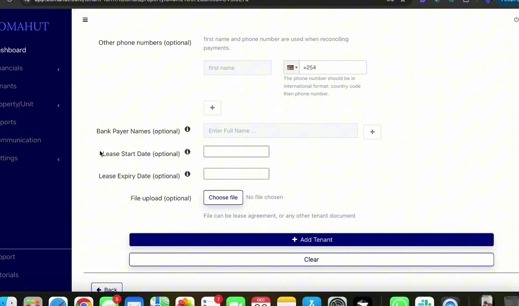 OMAHUT
shboard
ancials
nants
operty/Unit
ports
mmunication
ttings
pport
torials
Other phone numbers (optional)
first name and phone number are used when reconciling
payments.
first name
+254
The phone number should be in
international format. country code
then phone number.
+
Bank Payer Names (optional)
Enter Full Name ...
+
Lease Start Date (optional)
Lease Expiry Date (optional)
File upload (optional)
Choose file
No file chosen
File can be lease agreement, or any other tenant document
+ Add Tenant
Clear
Back